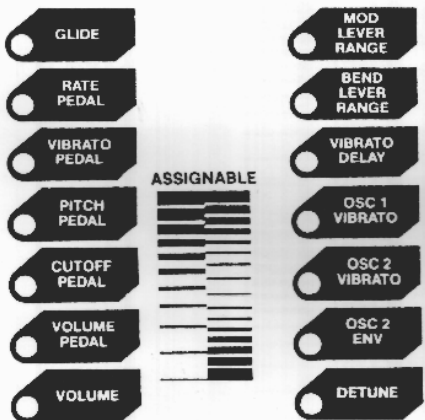 GLIDE
RATE
PEDAL
VIBRATO
PEDAL
PITCH
PEDAL
CUTOFF
PEDAL
VOLUME
PEDAL
VOLUME
ASSIGNABLE
MOD
LEVER
RANGE
BEND
LEVER
RANGE
VIBRATO
DELAY
OSC 1
VIBRATO
OSC 2
VIBRATO
OSC 2
ENV
DETUNE